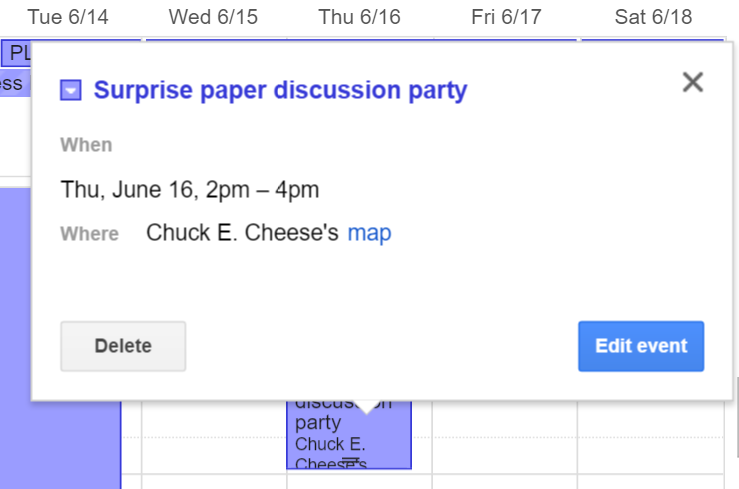 Tue 6/14 Wed 6/15 Thu 6/16 Fri 6/17 Sat 6/18
PL
ess
Surprise paper discussion party
When
Thu, June 16, 2pm – 4pm
Where Chuck E. Cheese's map
Delete Edit event
discussion
party
Chuck E.
Cheese's